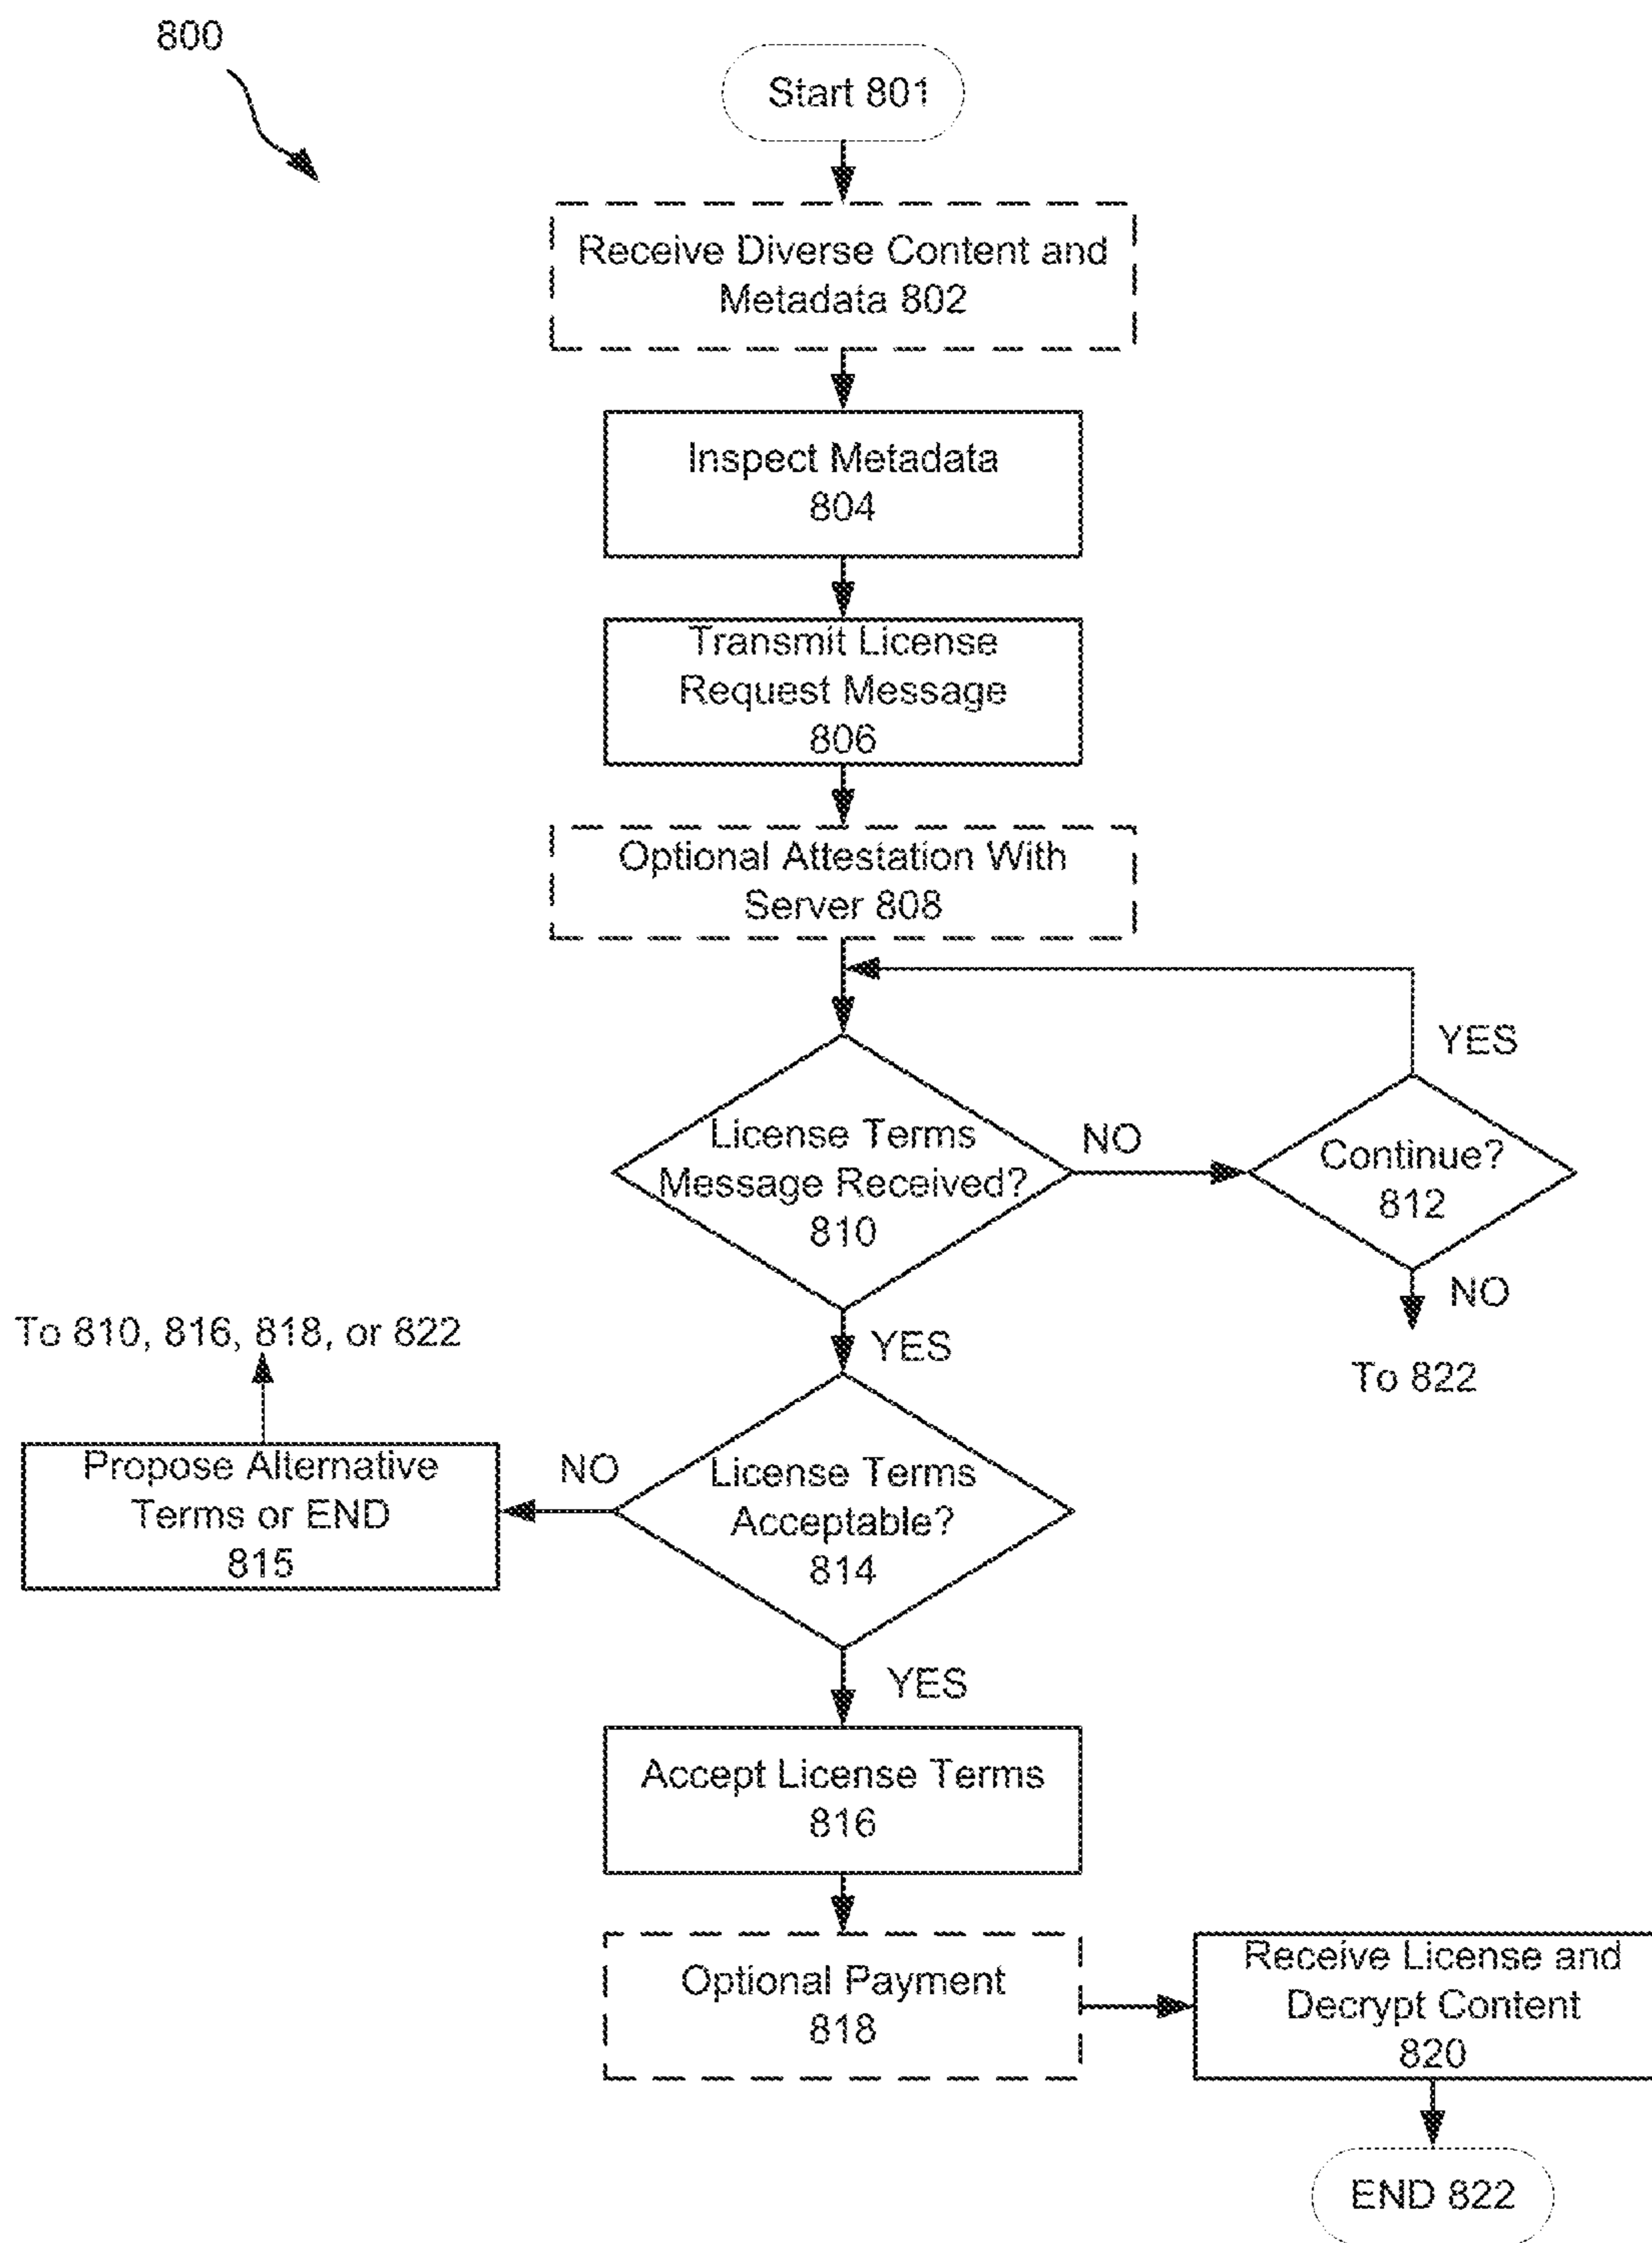 800
Start 801
Receive Diverse Content and
Metadata 802
Inspect Metadata
804
Transmit License
Request Message
806
Optional Attestation With
Server 808
YES
License Terms
Message Received?
810
NO
Continue?
812
NO
To 822
YES
To 810, 816, 818, or 822
Propose Alternative
Terms or END
815
NO
License Terms
Acceptable?
814
YES
Accept License Terms
816
Optional Payment
818
Receive License and
Decrypt Content
820
END 822